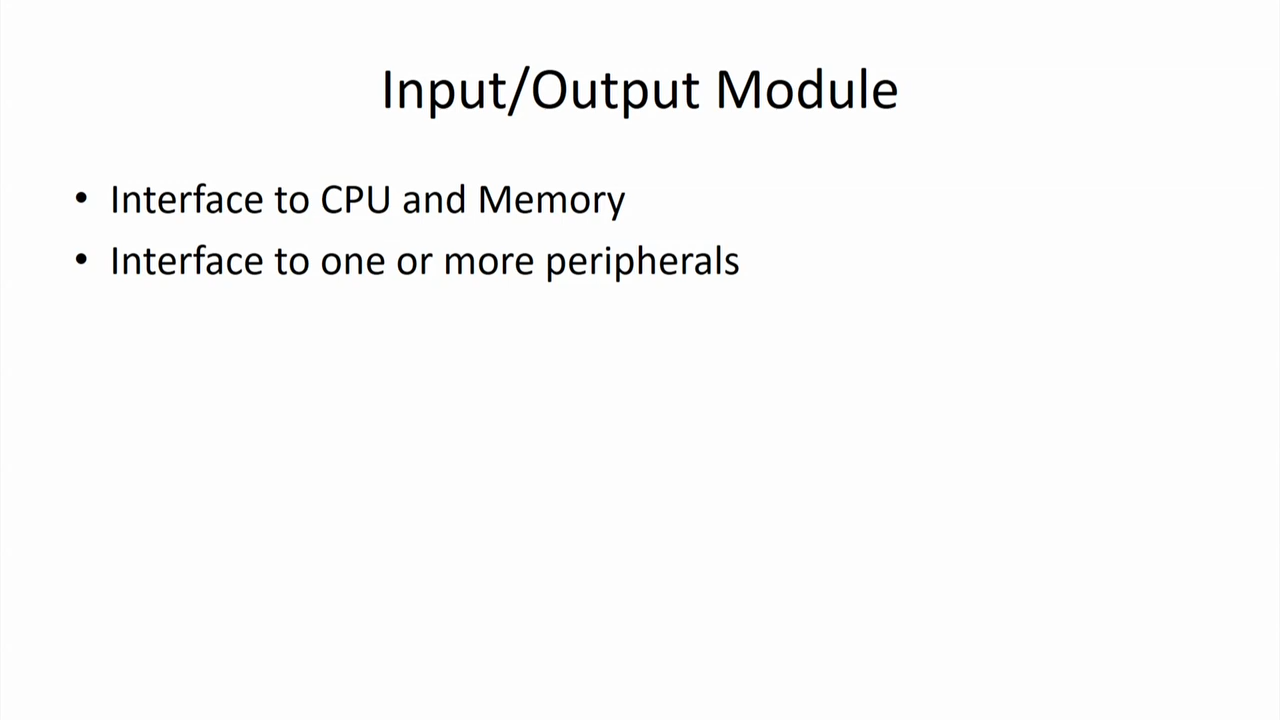 Input/Output Module
• Interface to CPU and Memory
• Interface to one or more peripherals